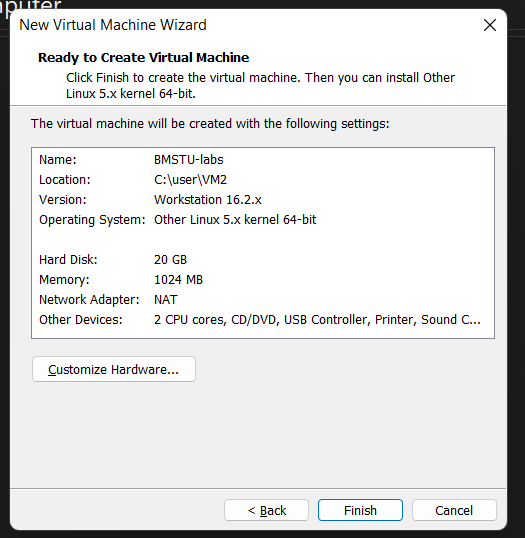 New Virtual Machine Wizard
Ready to Create Virtual Machine
Click Finish to create the virtual machine. Then you can install Other
Linux 5.x kernel 64-bit.
The virtual machine will be created with the following settings:
Name: BMSTU-labs
Location: C:\user\VM2
Version: Workstation 16.2.x
Operating System: Other Linux 5.x kernel 64-bit
Hard Disk: 20 GB
Memory: 1024 MB
Network Adapter: NAT
Other Devices: 2 CPU cores, CD/DVD, USB Controller, Printer, Sound C...
Customize Hardware...
< Back Finish Cancel